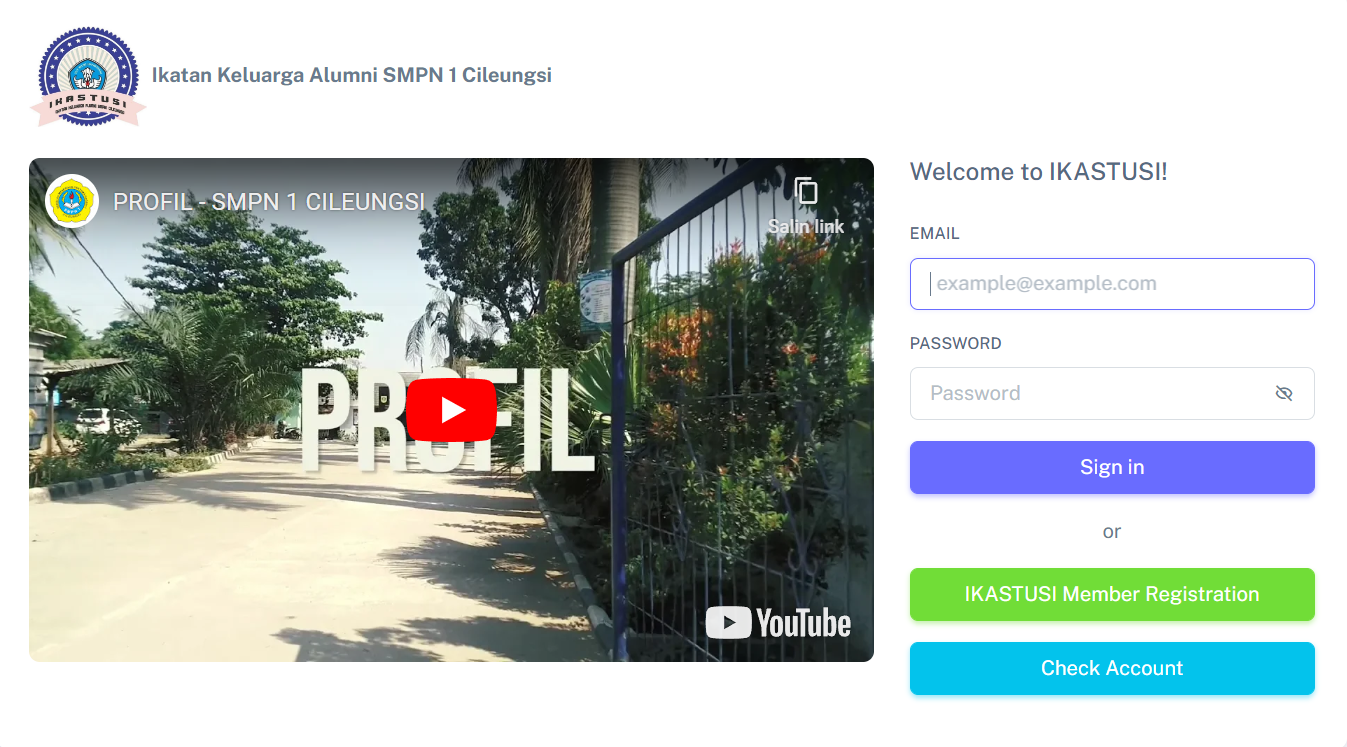 IKASTUSI
Ikatan Keluarga Alumni SMPN 1 Cileungsi
PROFIL - SMPN 1 CILEUNGSI
Salin link
PROFIL
YouTube
Welcome to IKASTUSI!
EMAIL
example@example.com
PASSWORD
Password
Sign in
or
IKASTUSI Member Registration
Check Account